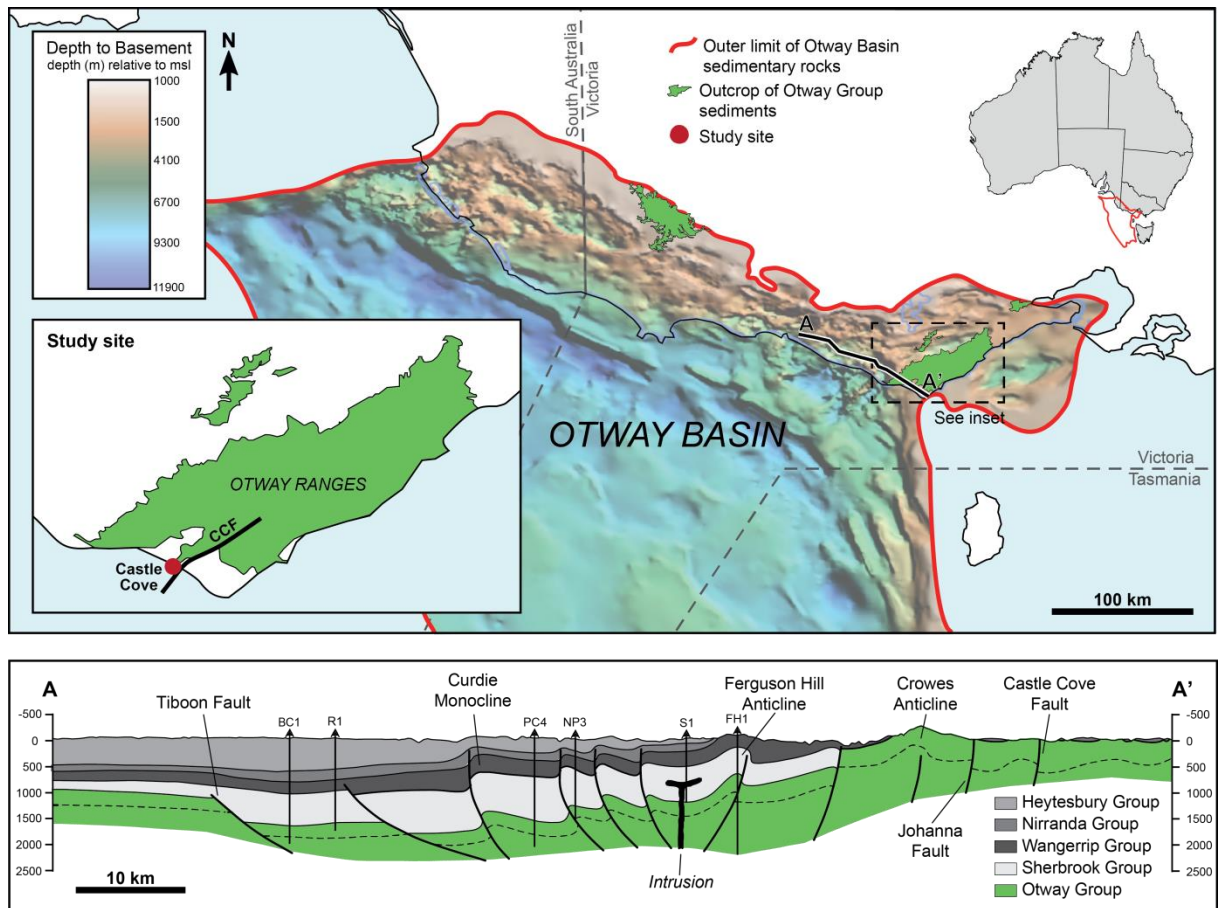 Depth to Basement
depth (m) relative to msl
1000
1500
4100
6700
9300
11900
N
South Australia
Victoria
Outer limit of Otway Basin
sedimentary rocks
Outcrop of Otway Group
sediments
Study site
A
A'
See inset
OTWAY BASIN
Victoria
Tasmania
100 km
Study site
OTWAY RANGES
CCF
Castle
Cove
A
A'
Tiboon Fault
BC1
R1
Curdie
Monocline
PC4
NP3
S1
Ferguson Hill
Anticline
FH1
Crowes
Anticline
Castle Cove
Fault
-500
0
500
1000
1500
2000
2500
-500
0
500
1000
1500
2000
2500
10 km
Intrusion
Johanna
Fault
Heytesbury Group
Nirranda Group
Wangerrip Group
Sherbrook Group
Otway Group